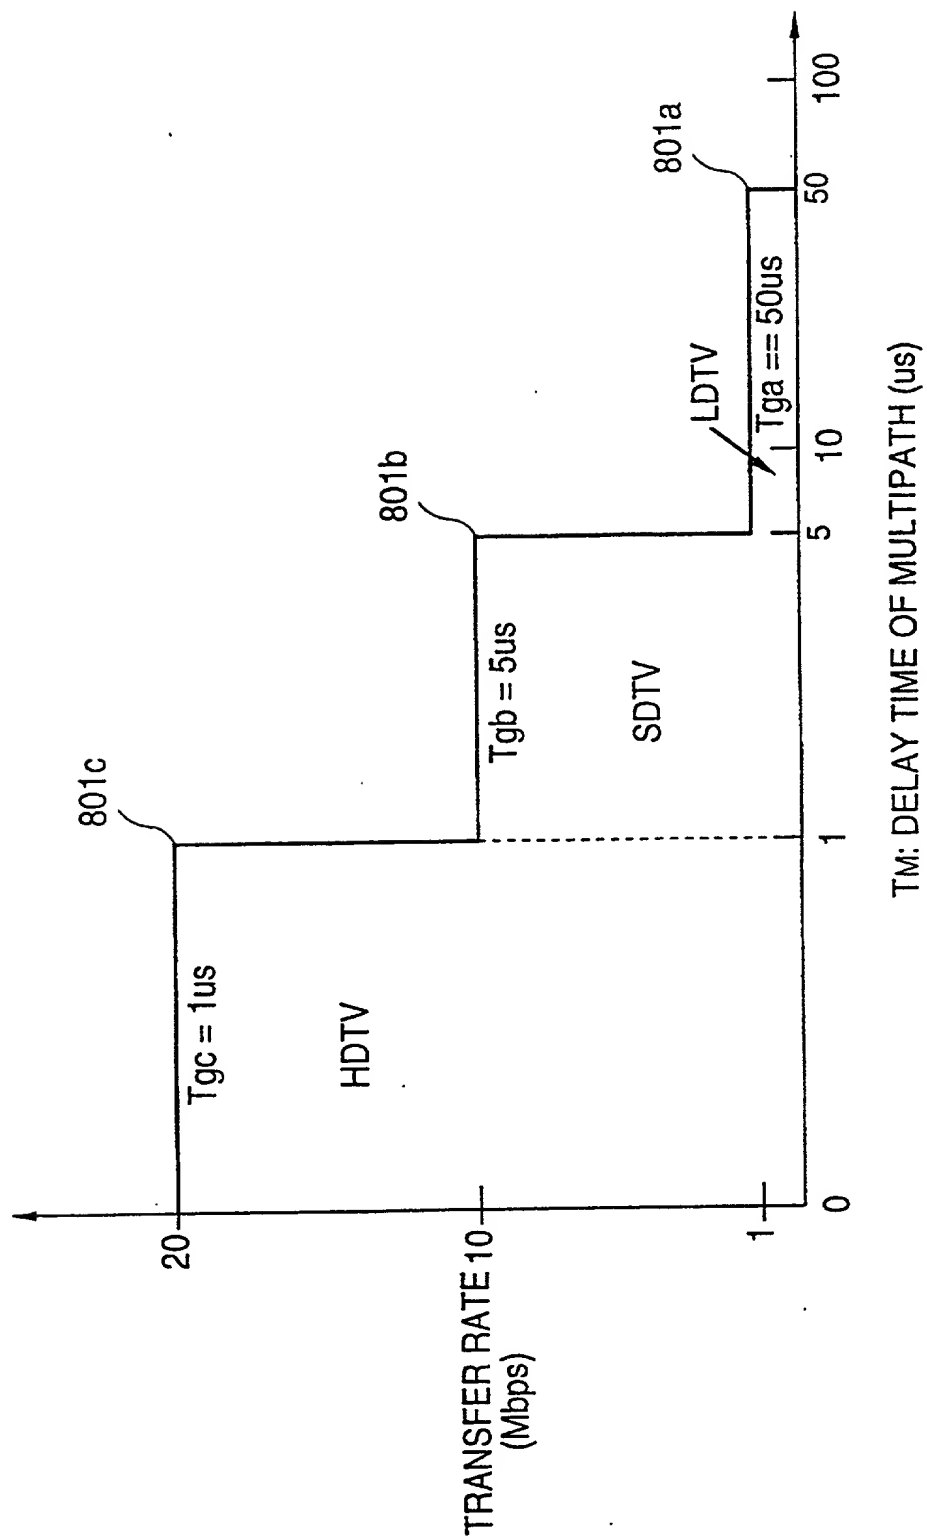 801c
20
Tgc = 1us
HDTV
801b
TRANSFER RATE
(Mbps)
10
Tgb = 5us
SDTV
801a
LDTV
Tga == 50us
1
0
1
5
10
50
100
TM: DELAY TIME OF MULTIPATH (us)